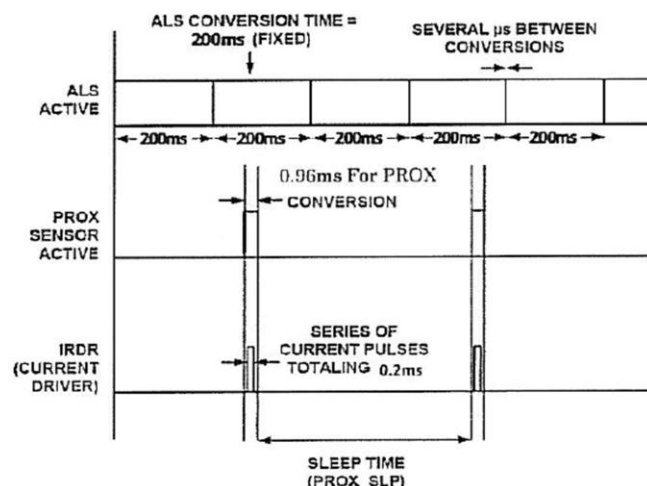 ALS CONVERSION TIME =
200ms (FIXED)
SEVERAL µs BETWEEN
CONVERSIONS
ALS
ACTIVE
200ms 200ms 200ms 200ms 200ms
0.96ms For PROX
CONVERSION
PROX
SENSOR
ACTIVE
SERIES OF
CURRENT PULSES
TOTALING 0.2ms
IRDR
(CURRENT
DRIVER)
SLEEP TIME
(PROX_SLP)